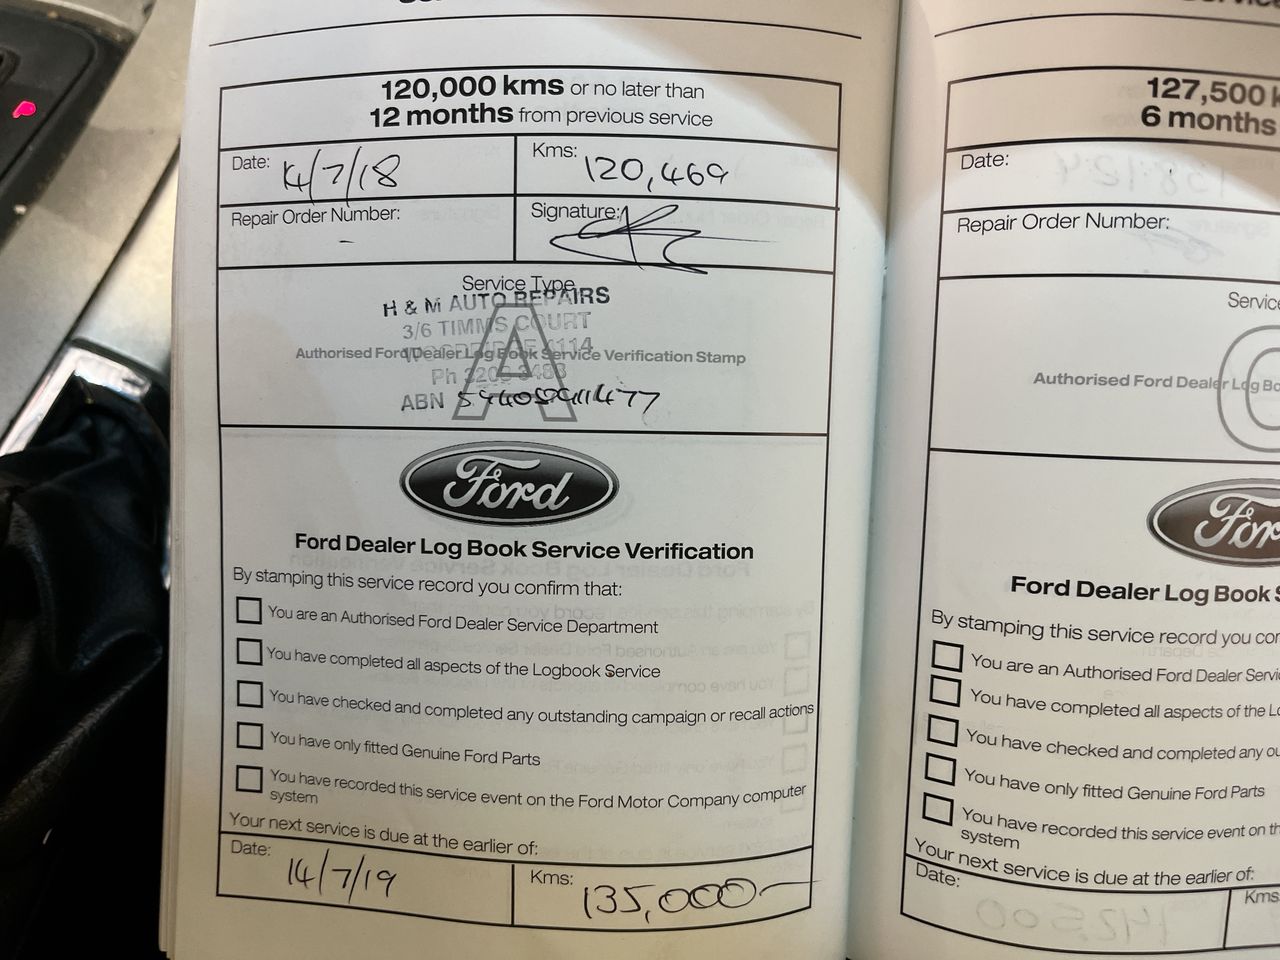 120,000 kms or no later than
12 months from previous service
Date: 14/7/18
Kms: 120,469
Repair Order Number: -
Signature:
Service Type
H & M AUTO REPAIRS
3/6 TIMMS COURT
4114
Authorised Ford Dealer Log Book Service Verification Stamp
Ph
ABN
A
Ford
Ford Dealer Log Book Service Verification
By stamping this service record you confirm that:
You are an Authorised Ford Dealer Service Department
You have completed all aspects of the Logbook Service
You have checked and completed any outstanding campaign or recall actions
You have only fitted Genuine Ford Parts
You have recorded this service event on the Ford Motor Company computer
system
Your next service is due at the earlier of:
Date: 14/7/19
Kms: 135,000
127,500
6 months
Date:
Repair Order Number:
Authorised Ford Dealer Log
Ford Dealer Log Book
By stamping this service record you
You are an Authorised Ford Dealer
You have completed all aspects of the
You have checked and completed any
You have only fitted Genuine Ford Parts
You have recorded this service event on
system
Your next service is due at the earlier of:
Date:
Kms